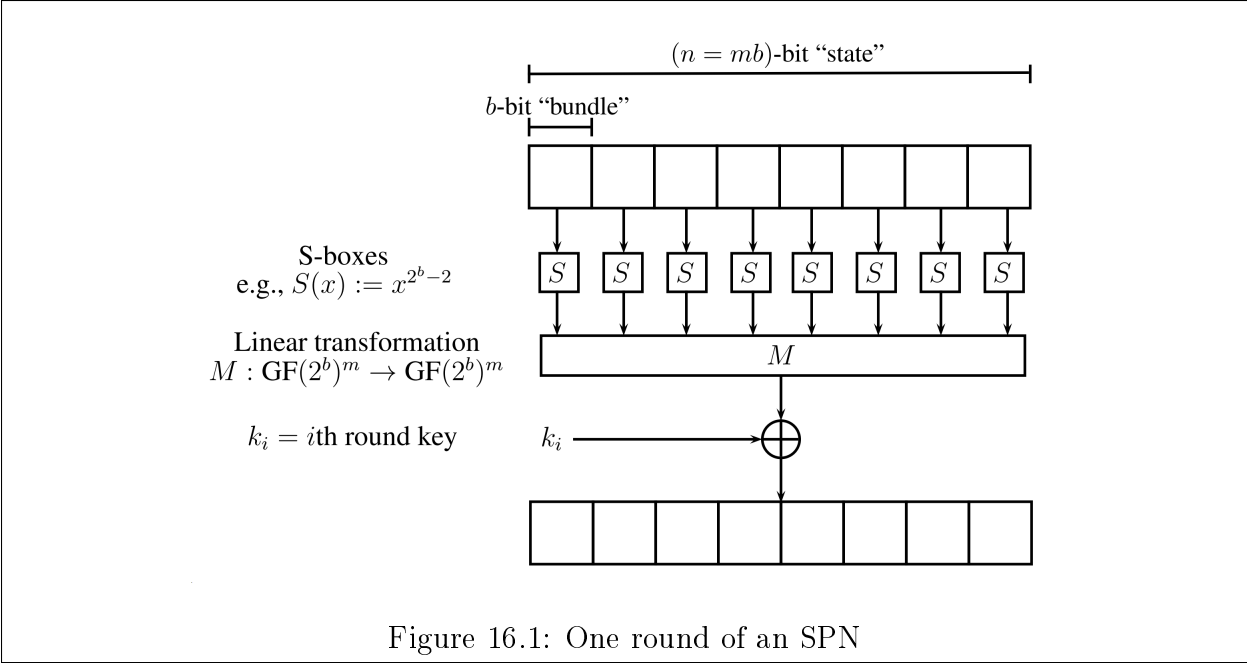 (n = mb)-bit “state”
b-bit “bundle”
S-boxes
e.g., S(x) := x^{2^b−2}
S S S S S S S S
Linear transformation
M : GF(2^b)^m → GF(2^b)^m
M
k_i = ith round key
k_i
Figure 16.1: One round of an SPN